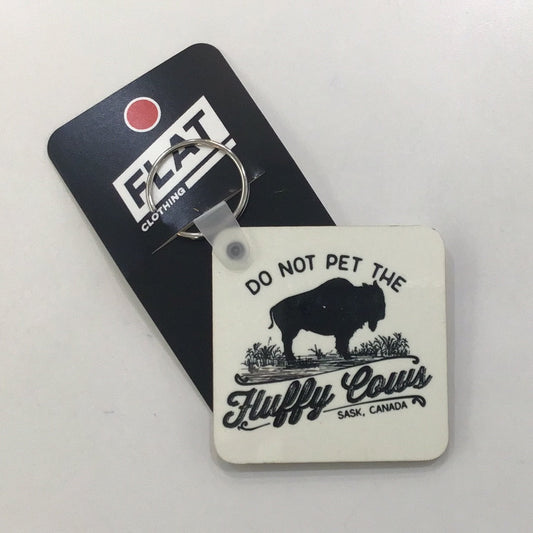 FLAT
CLOTHING
DO NOT PET THE
Fluffy Cows
SASK, CANADA